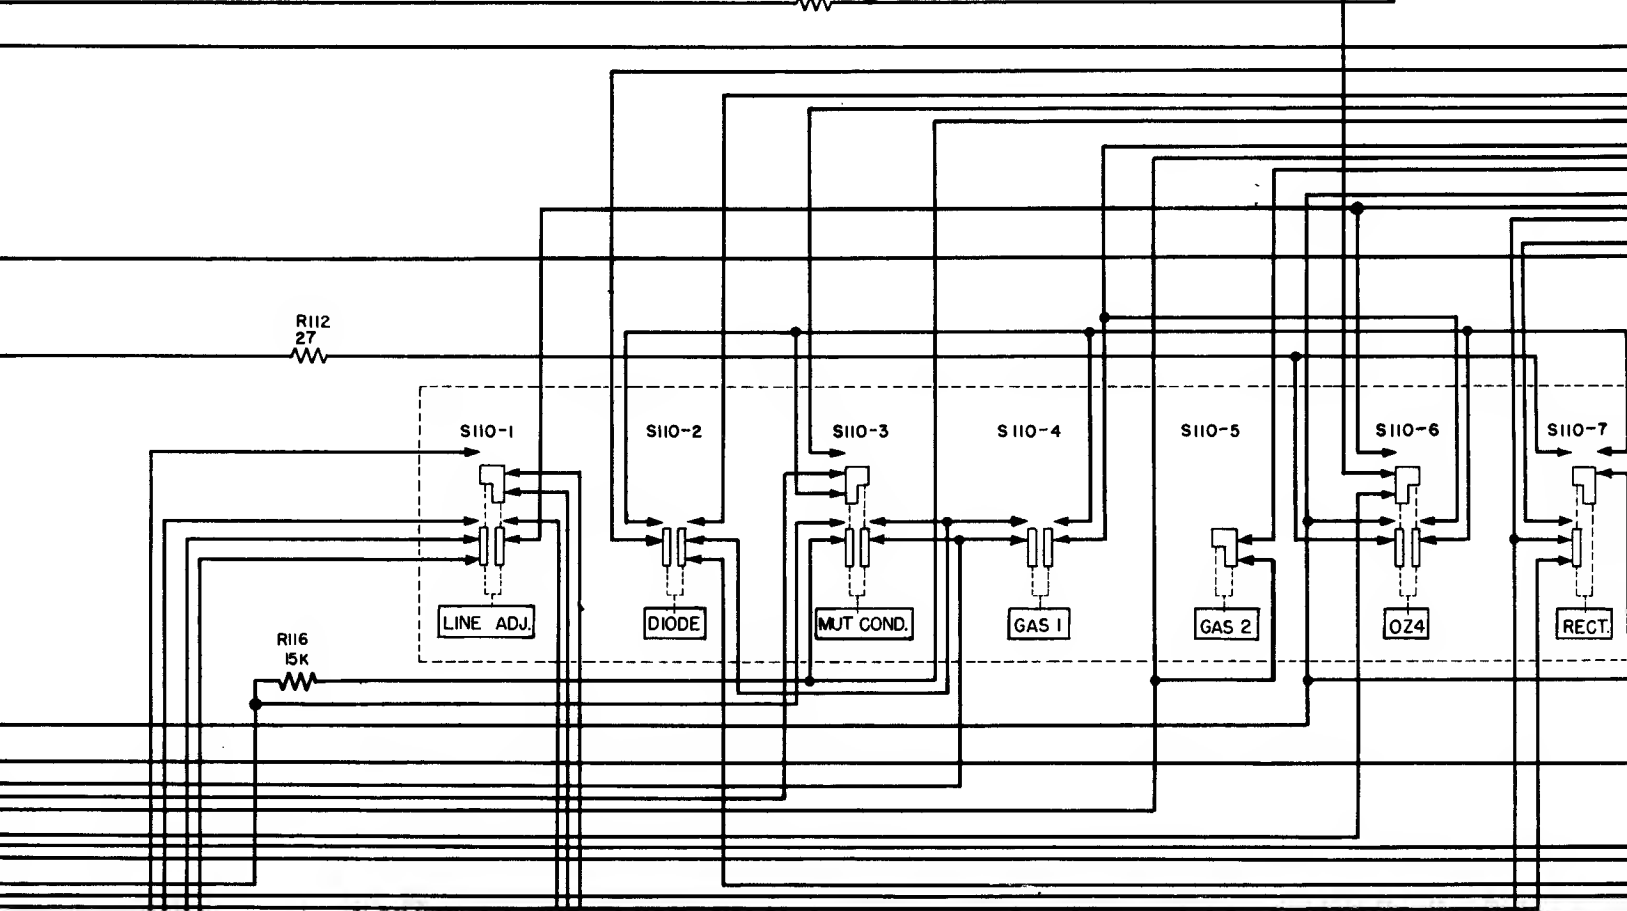 R112
27
S110-1
S110-2
S110-3
S110-4
S110-5
S110-6
S110-7
LINE ADJ.
DIODE
MUT COND.
GAS 1
GAS 2
OZ4
RECT.
R116
15K